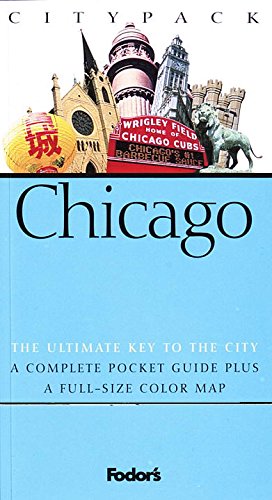 CITYPACK
城
WRIGLEY FIELD
HOME OF
CHICAGO CUBS
CHICAGO'S #1
BARBECUE SAUCE
Chicago
THE ULTIMATE KEY TO THE CITY
A COMPLETE POCKET GUIDE PLUS
A FULL-SIZE COLOR MAP
Fodor's